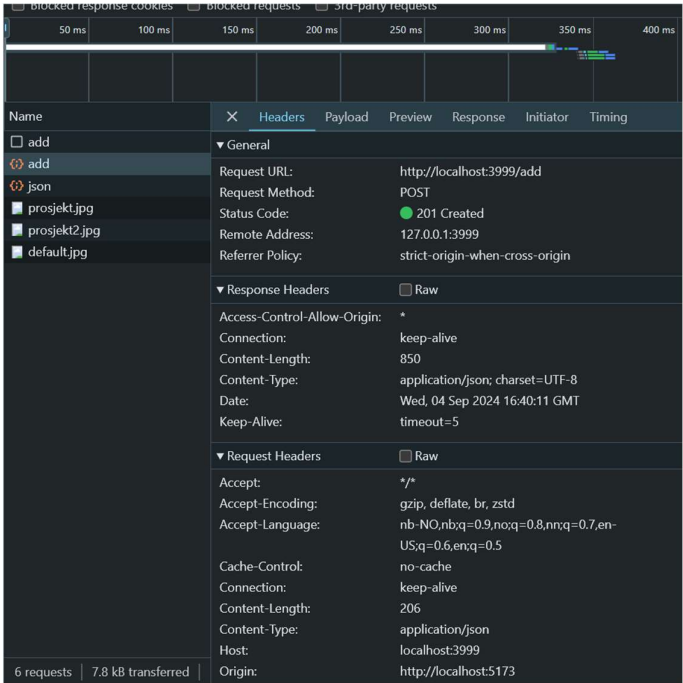 Blocked response cookies Blocked requests 3rd-party requests
50 ms 100 ms 150 ms 200 ms 250 ms 300 ms 350 ms 400 ms
Name
add
add
json
prosjekt.jpg
prosjekt2.jpg
default.jpg
6 requests 7.8 kB transferred
Headers Payload Preview Response Initiator Timing
General
Request URL: http://localhost:3999/add
Request Method: POST
Status Code: 201 Created
Remote Address: 127.0.0.1:3999
Referrer Policy: strict-origin-when-cross-origin
Response Headers Raw
Access-Control-Allow-Origin: *
Connection: keep-alive
Content-Length: 850
Content-Type: application/json; charset=UTF-8
Date: Wed, 04 Sep 2024 16:40:11 GMT
Keep-Alive: timeout=5
Request Headers Raw
Accept: */*
Accept-Encoding: gzip, deflate, br, zstd
Accept-Language: nb-NO,nb;q=0.9,no;q=0.8,nn;q=0.7,en-
US;q=0.6,en;q=0.5
Cache-Control: no-cache
Connection: keep-alive
Content-Length: 206
Content-Type: application/json
Host: localhost:3999
Origin: http://localhost:5173